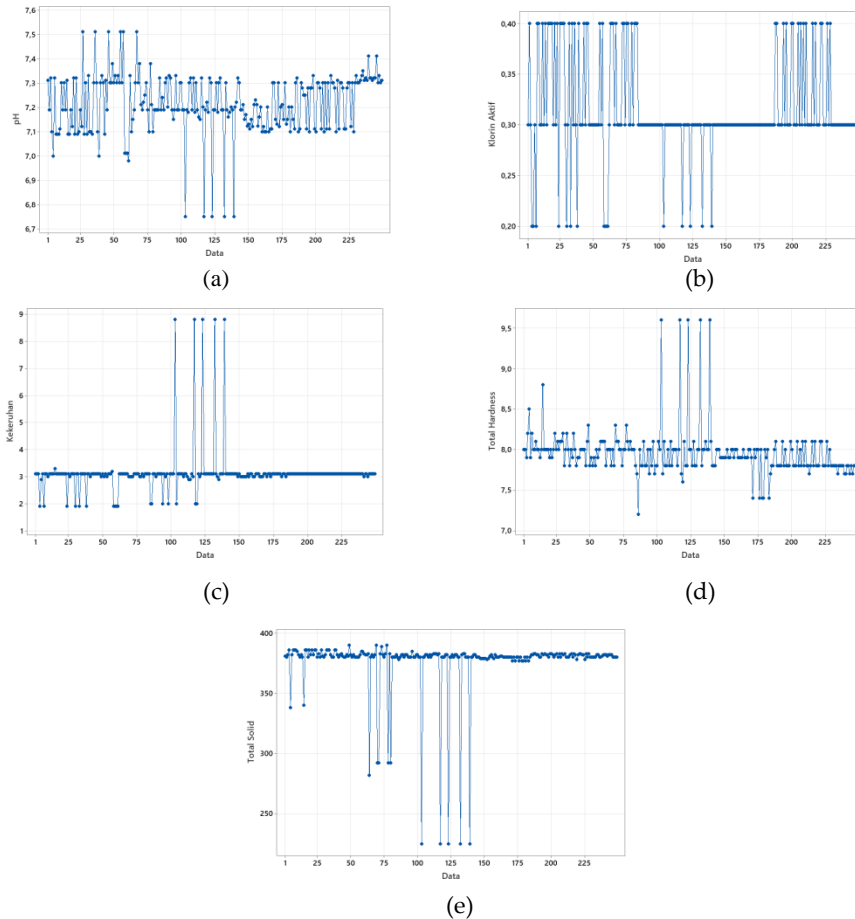 7,6
7,5
7,4
7,3
7,2
7,1
7,0
6,9
6,8
6,7
pH
1 25 50 75 100 125 150 175 200 225
Data
(a)
0,40
0,35
0,30
0,25
0,20
Klorin Aktif
1 25 50 75 100 125 150 175 200 225
Data
(b)
9
8
7
6
5
4
3
2
1
Kekeruhan
1 25 50 75 100 125 150 175 200 225
Data
(c)
9,5
9,0
8,5
8,0
7,5
7,0
Total Hardness
1 25 50 75 100 125 150 175 200 225
Data
(d)
400
350
300
250
Total Solid
1 25 50 75 100 125 150 175 200 225
Data
(e)